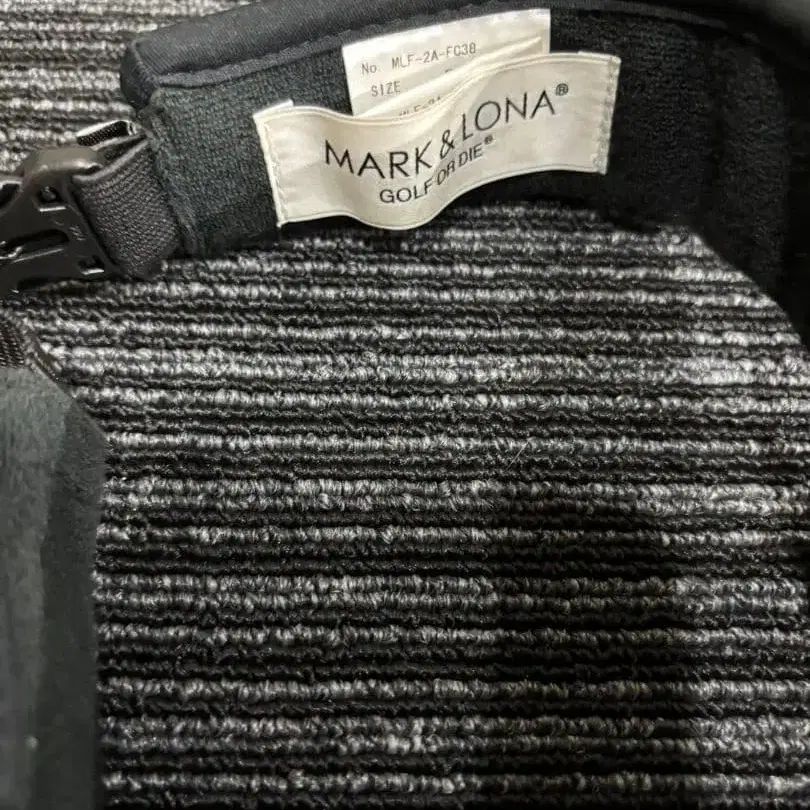 No. MLF-2A-FC38
SIZE
MARK & LONA®
GOLF OR DIE®